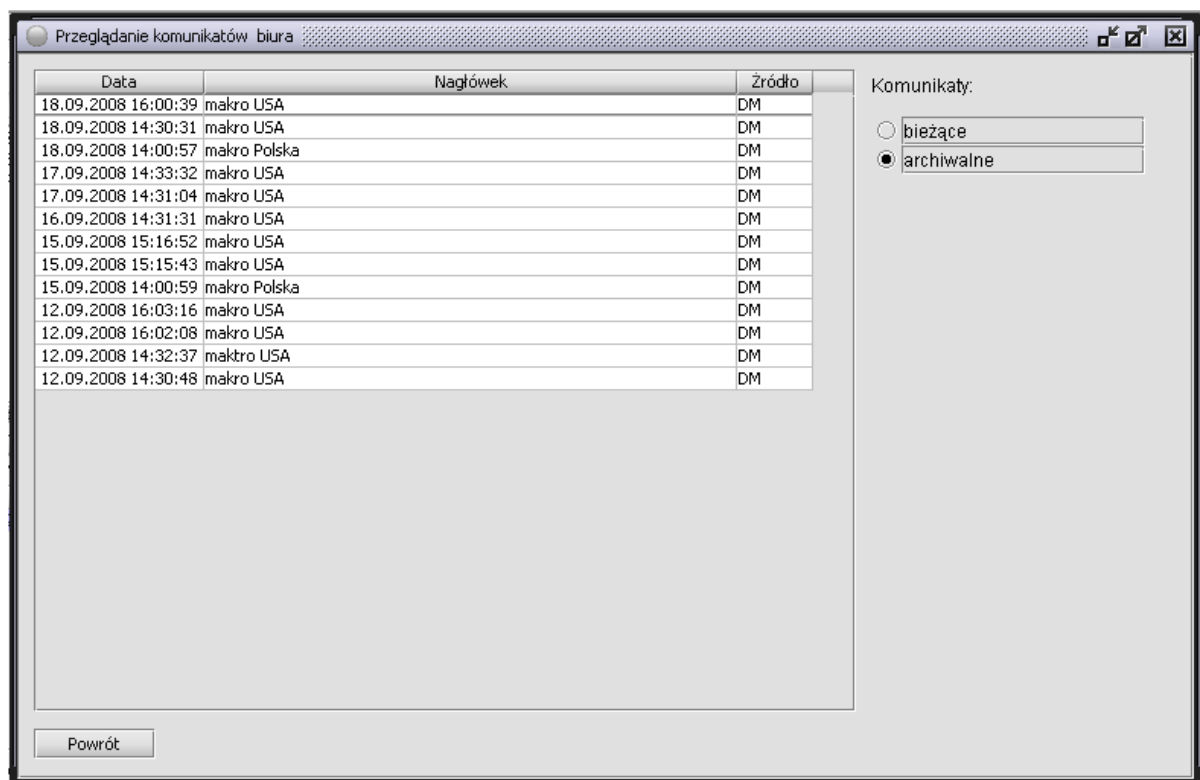 Przeglądanie komunikatów biura
Data Nagłówek Źródło
18.09.2008 16:00:39 makro USA DM
18.09.2008 14:30:31 makro USA DM
18.09.2008 14:00:57 makro Polska DM
17.09.2008 14:33:32 makro USA DM
17.09.2008 14:31:04 makro USA DM
16.09.2008 14:31:31 makro USA DM
15.09.2008 15:16:52 makro USA DM
15.09.2008 15:15:43 makro USA DM
15.09.2008 14:00:59 makro Polska DM
12.09.2008 16:03:16 makro USA DM
12.09.2008 16:02:08 makro USA DM
12.09.2008 14:32:37 maktro USA DM
12.09.2008 14:30:48 makro USA DM
Komunikaty:
bieżące
archiwalne
Powrót